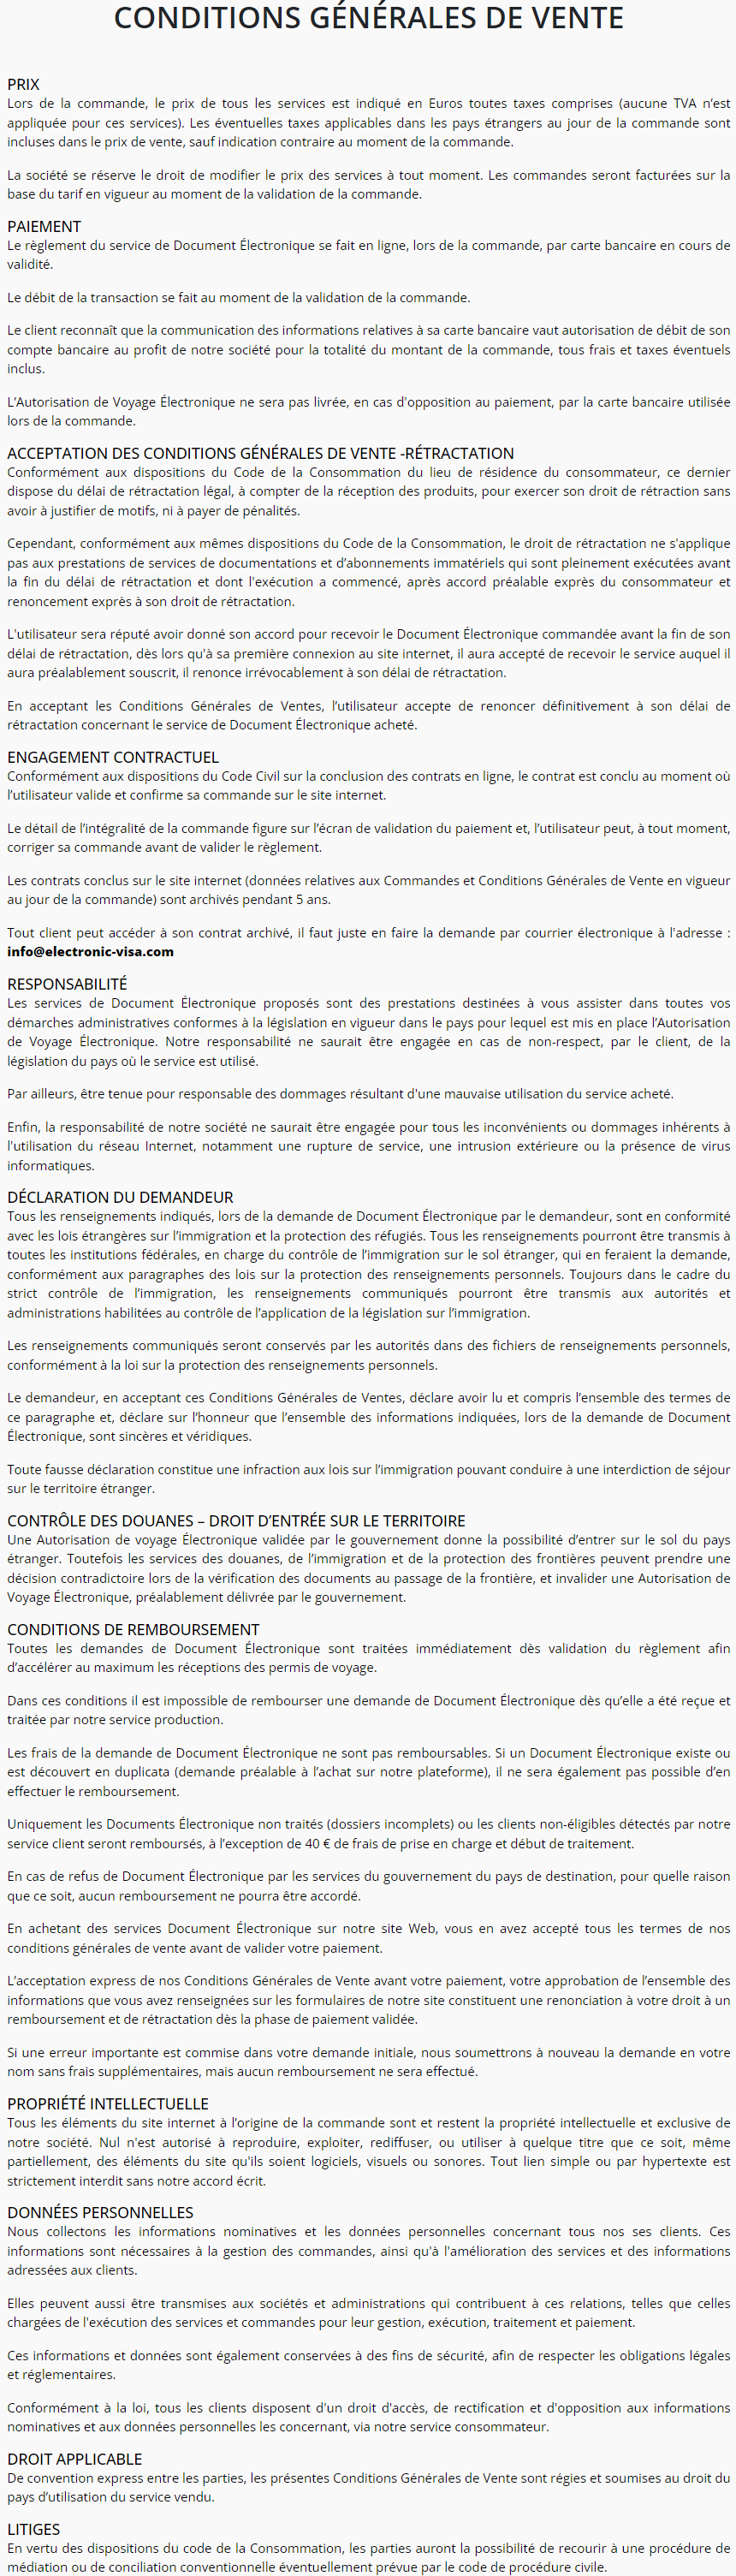 CONDITIONS GÉNÉRALES DE VENTE
PRIX
Lors de la commande, le prix de tous les services est indiqué en Euros toutes taxes comprises (aucune TVA n’est
appliquée pour ces services). Les éventuelles taxes applicables dans les pays étrangers au jour de la commande sont
incluses dans le prix de vente, sauf indication contraire au moment de la commande.
La société se réserve le droit de modifier le prix des services à tout moment. Les commandes seront facturées sur la
base du tarif en vigueur au moment de la validation de la commande.
PAIEMENT
Le règlement du service de Document Électronique se fait en ligne, lors de la commande, par carte bancaire en cours de
validité.
Le débit de la transaction se fait au moment de la validation de la commande.
Le client reconnaît que la communication des informations relatives à sa carte bancaire vaut autorisation de débit de son
compte bancaire au profit de notre société pour la totalité du montant de la commande, tous frais et taxes éventuels
inclus.
L’Autorisation de Voyage Électronique ne sera pas livrée, en cas d'opposition au paiement, par la carte bancaire utilisée
lors de la commande.
ACCEPTATION DES CONDITIONS GÉNÉRALES DE VENTE -RÉTRACTATION
Conformément aux dispositions du Code de la Consommation du lieu de résidence du consommateur, ce dernier
dispose du délai de rétractation légal, à compter de la réception des produits, pour exercer son droit de rétraction sans
avoir à justifier de motifs, ni à payer de pénalités.
Cependant, conformément aux mêmes dispositions du Code de la Consommation, le droit de rétractation ne s'applique
pas aux prestations de services de documentations et d’abonnements immatériels qui sont pleinement exécutées avant
la fin du délai de rétractation et dont l'exécution a commencé, après accord préalable exprès du consommateur et
renoncement exprès à son droit de rétractation.
L'utilisateur sera réputé avoir donné son accord pour recevoir le Document Électronique commandée avant la fin de son
délai de rétractation, dès lors qu'à sa première connexion au site internet, il aura accepté de recevoir le service auquel il
aura préalablement souscrit, il renonce irrévocablement à son délai de rétractation.
En acceptant les Conditions Générales de Ventes, l’utilisateur accepte de renoncer définitivement à son délai de
rétractation concernant le service de Document Électronique acheté.
ENGAGEMENT CONTRACTUEL
Conformément aux dispositions du Code Civil sur la conclusion des contrats en ligne, le contrat est conclu au moment où
l’utilisateur valide et confirme sa commande sur le site internet.
Le détail de l’intégralité de la commande figure sur l’écran de validation du paiement et, l’utilisateur peut, à tout moment,
corriger sa commande avant de valider le règlement.
Les contrats conclus sur le site internet (données relatives aux Commandes et Conditions Générales de Vente en vigueur
au jour de la commande) sont archivés pendant 5 ans.
Tout client peut accéder à son contrat archivé, il faut juste en faire la demande par courrier électronique à l'adresse :
info@electronic-visa.com
RESPONSABILITÉ
Les services de Document Électronique proposés sont des prestations destinées à vous assister dans toutes vos
démarches administratives conformes à la législation en vigueur dans le pays pour lequel est mis en place l’Autorisation
de Voyage Électronique. Notre responsabilité ne saurait être engagée en cas de non-respect, par le client, de la
législation du pays où le service est utilisé.
Par ailleurs, être tenue pour responsable des dommages résultant d'une mauvaise utilisation du service acheté.
Enfin, la responsabilité de notre société ne saurait être engagée pour tous les inconvénients ou dommages inhérents à
l'utilisation du réseau Internet, notamment une rupture de service, une intrusion extérieure ou la présence de virus
informatiques.
DÉCLARATION DU DEMANDEUR
Tous les renseignements indiqués, lors de la demande de Document Électronique par le demandeur, sont en conformité
avec les lois étrangères sur l’immigration et la protection des réfugiés. Tous les renseignements pourront être transmis à
toutes les institutions fédérales, en charge du contrôle de l’immigration sur le sol étranger, qui en feraient la demande,
conformément aux paragraphes des lois sur la protection des renseignements personnels. Toujours dans le cadre du
strict contrôle de l’immigration, les renseignements communiqués pourront être transmis aux autorités et
administrations habilitées au contrôle de l’application de la législation sur l’immigration.
Les renseignements communiqués seront conservés par les autorités dans des fichiers de renseignements personnels,
conformément à la loi sur la protection des renseignements personnels.
Le demandeur, en acceptant ces Conditions Générales de Ventes, déclare avoir lu et compris l’ensemble des termes de
ce paragraphe et, déclare sur l’honneur que l’ensemble des informations indiquées, lors de la demande de Document
Électronique, sont sincères et véridiques.
Toute fausse déclaration constitue une infraction aux lois sur l’immigration pouvant conduire à une interdiction de séjour
sur le territoire étranger.
CONTRÔLE DES DOUANES – DROIT D’ENTRÉE SUR LE TERRITOIRE
Une Autorisation de voyage Électronique validée par le gouvernement donne la possibilité d’entrer sur le sol du pays
étranger. Toutefois les services des douanes, de l’immigration et de la protection des frontières peuvent prendre une
décision contradictoire lors de la vérification des documents au passage de la frontière, et invalider une Autorisation de
Voyage Électronique, préalablement délivrée par le gouvernement.
CONDITIONS DE REMBOURSEMENT
Toutes les demandes de Document Électronique sont traitées immédiatement dès validation du règlement afin
d’accélérer au maximum les réceptions des permis de voyage.
Dans ces conditions il est impossible de rembourser une demande de Document Électronique dès qu’elle a été reçue et
traitée par notre service production.
Les frais de la demande de Document Électronique ne sont pas remboursables. Si un Document Électronique existe ou
est découvert en duplicata (demande préalable à l’achat sur notre plateforme), il ne sera également pas possible d’en
effectuer le remboursement.
Uniquement les Documents Électronique non traités (dossiers incomplets) ou les clients non-éligibles détectés par notre
service client seront remboursés, à l’exception de 40 € de frais de prise en charge et début de traitement.
En cas de refus de Document Électronique par les services du gouvernement du pays de destination, pour quelle raison
que ce soit, aucun remboursement ne pourra être accordé.
En achetant des services Document Électronique sur notre site Web, vous en avez accepté tous les termes de nos
conditions générales de vente avant de valider votre paiement.
L’acceptation express de nos Conditions Générales de Vente avant votre paiement, votre approbation de l’ensemble des
informations que vous avez renseignées sur les formulaires de notre site constituent une renonciation à votre droit à un
remboursement et de rétractation dès la phase de paiement validée.
Si une erreur importante est commise dans votre demande initiale, nous soumettrons à nouveau la demande en votre
nom sans frais supplémentaires, mais aucun remboursement ne sera effectué.
PROPRIÉTÉ INTELLECTUELLE
Tous les éléments du site internet à l’origine de la commande sont et restent la propriété intellectuelle et exclusive de
notre société. Nul n'est autorisé à reproduire, exploiter, rediffuser, ou utiliser à quelque titre que ce soit, même
partiellement, des éléments du site qu'ils soient logiciels, visuels ou sonores. Tout lien simple ou par hypertexte est
strictement interdit sans notre accord écrit.
DONNÉES PERSONNELLES
Nous collectons les informations nominatives et les données personnelles concernant tous nos ses clients. Ces
informations sont nécessaires à la gestion des commandes, ainsi qu'à l'amélioration des services et des informations
adressées aux clients.
Elles peuvent aussi être transmises aux sociétés et administrations qui contribuent à ces relations, telles que celles
chargées de l'exécution des services et commandes pour leur gestion, exécution, traitement et paiement.
Ces informations et données sont également conservées à des fins de sécurité, afin de respecter les obligations légales
et réglementaires.
Conformément à la loi, tous les clients disposent d'un droit d'accès, de rectification et d'opposition aux informations
nominatives et aux données personnelles les concernant, via notre service consommateur.
DROIT APPLICABLE
De convention express entre les parties, les présentes Conditions Générales de Vente sont régies et soumises au droit du
pays d’utilisation du service vendu.
LITIGES
En vertu des dispositions du code de la Consommation, les parties auront la possibilité de recourir à une procédure de
médiation ou de conciliation conventionnelle éventuellement prévue par le code de procédure civile.